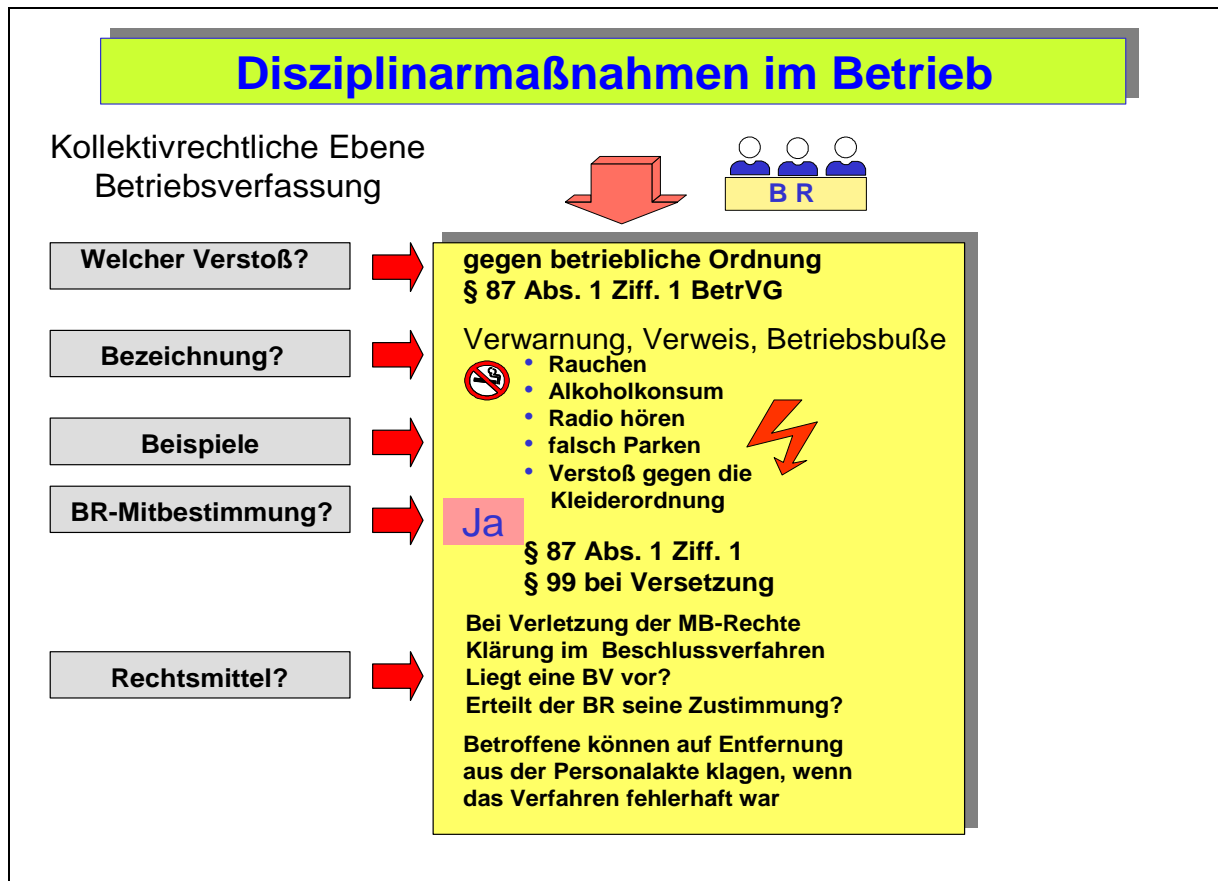 Disziplinarmaßnahmen im Betrieb
Kollektivrechtliche Ebene
Betriebsverfassung
B R
Welcher Verstoß?
gegen betriebliche Ordnung
§ 87 Abs. 1 Ziff. 1 BetrVG
Bezeichnung?
Verwarnung, Verweis, Betriebsbuße
Beispiele
• Rauchen
• Alkoholkonsum
• Radio hören
• falsch Parken
• Verstoß gegen die
Kleiderordnung
BR-Mitbestimmung?
Ja
§ 87 Abs. 1 Ziff. 1
§ 99 bei Versetzung
Rechtsmittel?
Bei Verletzung der MB-Rechte
Klärung im Beschlussverfahren
Liegt eine BV vor?
Erteilt der BR seine Zustimmung?
Betroffene können auf Entfernung
aus der Personalakte klagen, wenn
das Verfahren fehlerhaft war